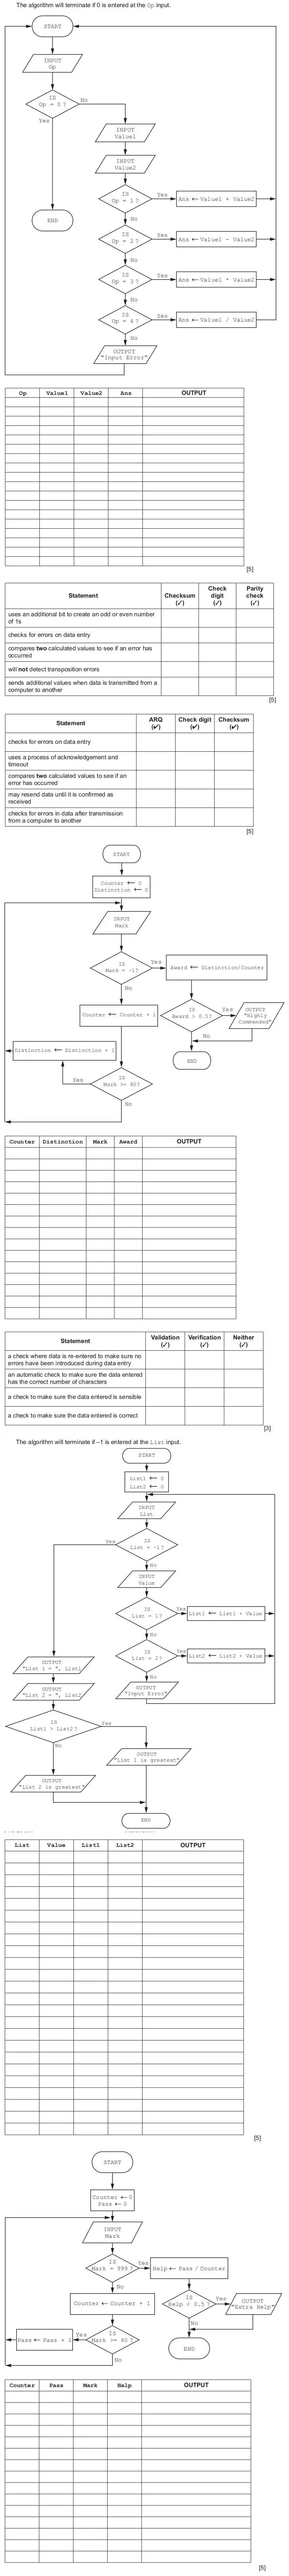 The algorithm will terminate if 0 is entered at the Op input.
START
INPUT
Op
IS
Op = 0 ?
No
Yes
INPUT
Value1
INPUT
Value2
END
IS
Op = 1 ?
Yes
Ans ← Value1 + Value2
No
IS
Op = 2 ?
Yes
Ans ← Value1 - Value2
No
IS
Op = 3 ?
Yes
Ans ← Value1 * Value2
No
IS
Op = 4 ?
Yes
Ans ← Value1 / Value2
No
OUTPUT
"Input Error"
Op Value1 Value2 Ans OUTPUT
[5]
Statement Checksum (✓) Check digit (✓) Parity check (✓)
uses an additional bit to create an odd or even number
of 1s
checks for errors on data entry
compares two calculated values to see if an error has
occurred
will not detect transposition errors
sends additional values when data is transmitted from a
computer to another
[5]
Statement ARQ (✓) Check digit (✓) Checksum (✓)
checks for errors on data entry
uses a process of acknowledgement and
timeout
compares two calculated values to see if an
error has occurred
may resend data until it is confirmed as
received
checks for errors in data after transmission
from a computer to another
[5]
START
Counter ← 0
Distinction ← 0
INPUT
Mark
IS
Mark = -1?
Yes
Award ← Distinction/Counter
No
Counter ← Counter + 1
IS
Award > 0.5?
Yes
OUTPUT
"Highly
Commended"
No
END
Distinction ← Distinction + 1
Yes
IS
Mark >= 80?
No
Counter Distinction Mark Award OUTPUT
Statement Validation (✓) Verification (✓) Neither (✓)
a check where data is re-entered to make sure no
errors have been introduced during data entry
an automatic check to make sure the data entered
has the correct number of characters
a check to make sure the data entered is sensible
a check to make sure the data entered is correct
[3]
The algorithm will terminate if –1 is entered at the List input.
START
List1 ← 0
List2 ← 0
INPUT
List
Yes
IS
List = -1?
No
INPUT
Value
IS
List = 1?
Yes
List1 ← List1 + Value
No
IS
List = 2?
Yes
List2 ← List2 + Value
No
OUTPUT
"Input Error"
OUTPUT
"List 1 = ", List1
OUTPUT
"List 2 = ", List2
IS
List1 > List2?
Yes
No
OUTPUT
"List 1 is greatest"
OUTPUT
"List 2 is greatest"
END
List Value List1 List2 OUTPUT
[5]
START
Counter ← 0
Pass ← 0
INPUT
Mark
IS
Mark = 999 ?
Yes
Help ← Pass / Counter
No
Counter ← Counter + 1
IS
Help < 0.5 ?
Yes
OUTPUT
"Extra Help"
No
END
Pass ← Pass + 1
Yes
IS
Mark >= 40 ?
No
Counter Pass Mark Help OUTPUT
[5]